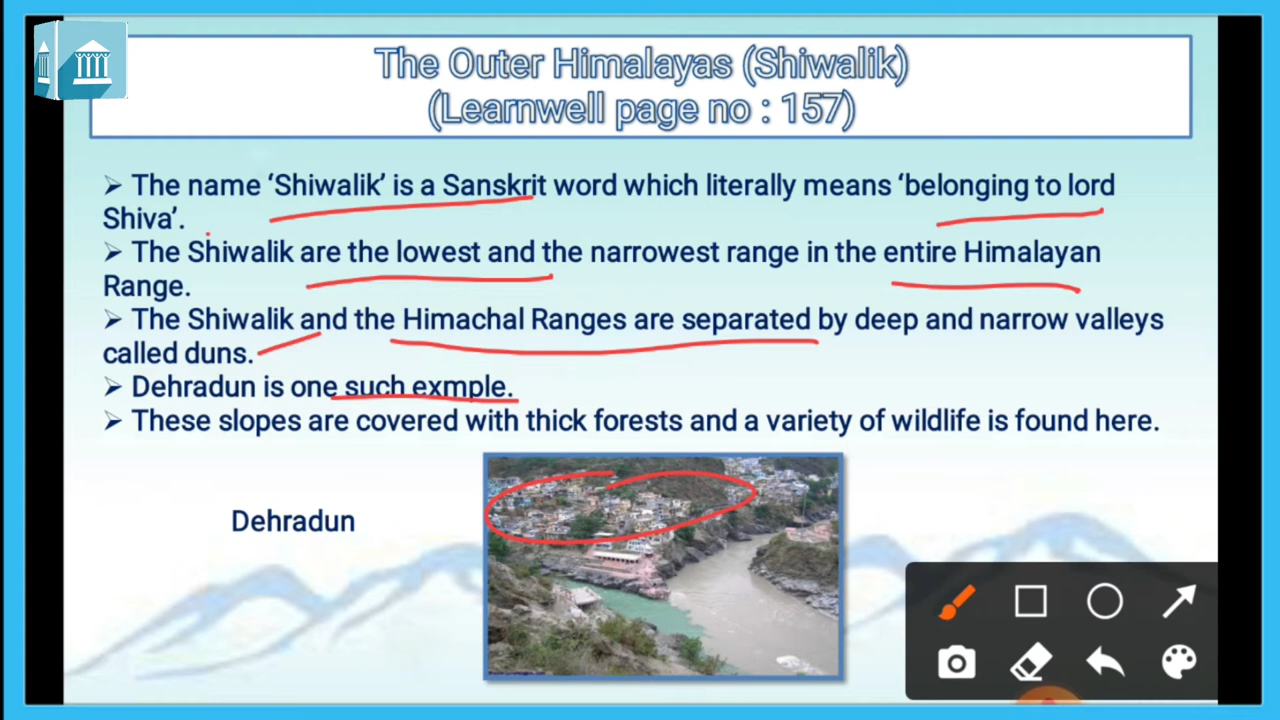 The Outer Himalayas (Shiwalik)
(Learnwell page no : 157)
➢ The name ‘Shiwalik’ is a Sanskrit word which literally means ‘belonging to lord
Shiva’.
➢ The Shiwalik are the lowest and the narrowest range in the entire Himalayan
Range.
➢ The Shiwalik and the Himachal Ranges are separated by deep and narrow valleys
called duns.
➢ Dehradun is one such exmple.
➢ These slopes are covered with thick forests and a variety of wildlife is found here.
Dehradun